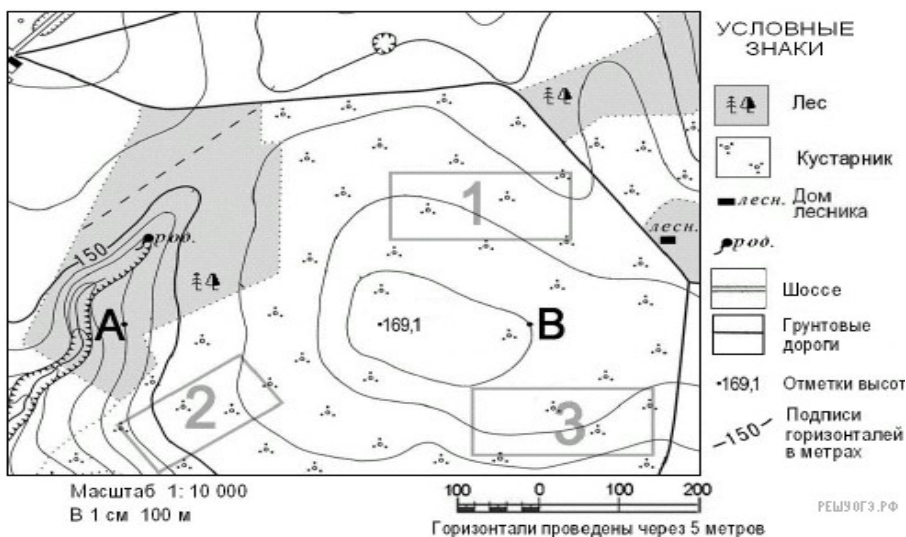 УСЛОВНЫЕ
ЗНАКИ
Лес
Кустарник
лесн. Дом
лесника
род.
Шоссе
Грунтовые
дороги
169,1 Отметки высот
150 Подписи
горизонталей
в метрах
1
лесн.
150
род.
А
169,1
В
2
3
Масштаб 1: 10 000
В 1 см 100 м
100 0 100 200
Горизонтали проведены через 5 метров
РЕШУОГЭ.РФ